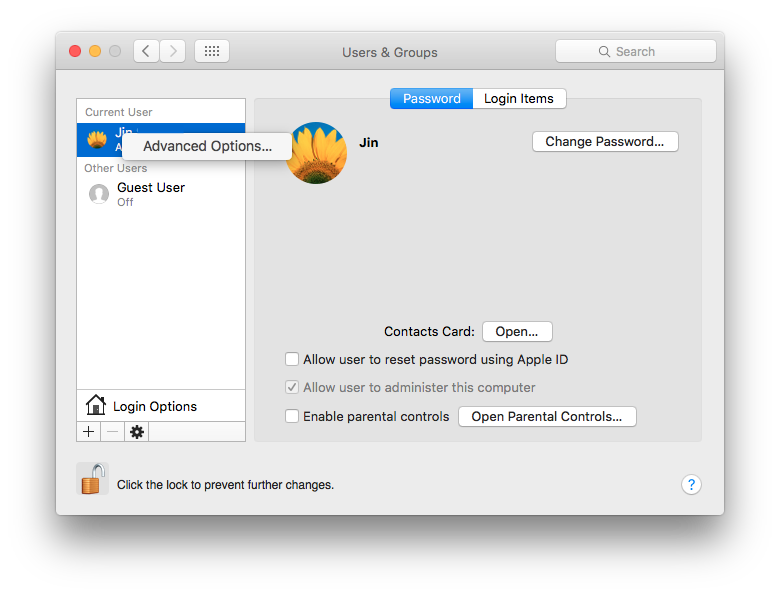 Users & Groups
Search
Password
Login Items
Current User
Jin
Advanced Options...
Other Users
Guest User
Off
Jin
Change Password...
Contacts Card:
Open...
Allow user to reset password using Apple ID
Allow user to administer this computer
Enable parental controls
Open Parental Controls...
Login Options
Click the lock to prevent further changes.
?